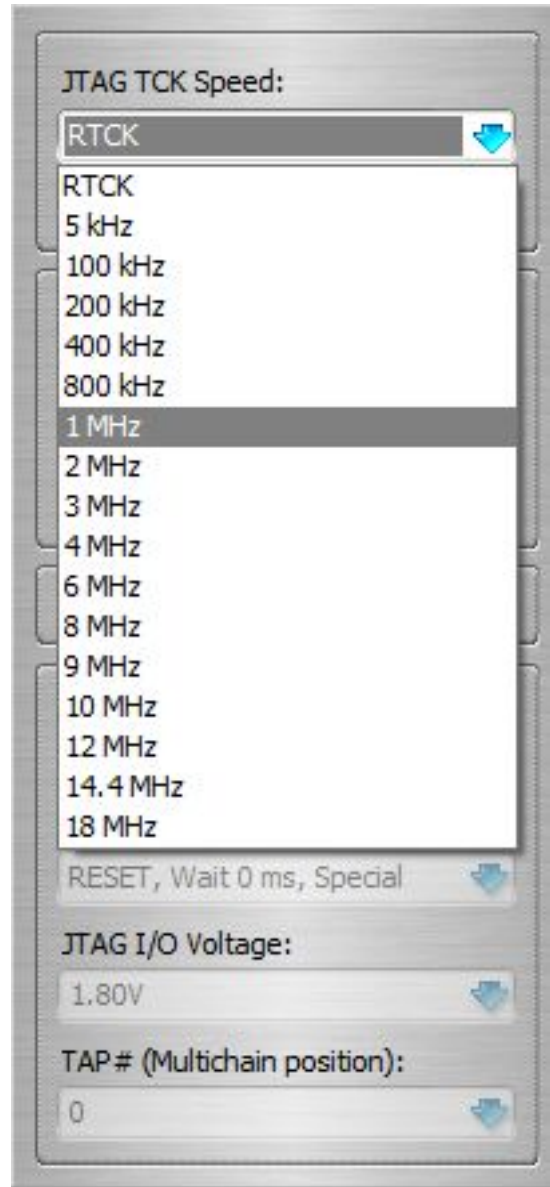 JTAG TCK Speed:
RTCK
RTCK
5 kHz
100 kHz
200 kHz
400 kHz
800 kHz
1 MHz
2 MHz
3 MHz
4 MHz
6 MHz
8 MHz
9 MHz
10 MHz
12 MHz
14.4 MHz
18 MHz
RESET, Wait 0 ms, Special
JTAG I/O Voltage:
1.80V
TAP# (Multichain position):
0